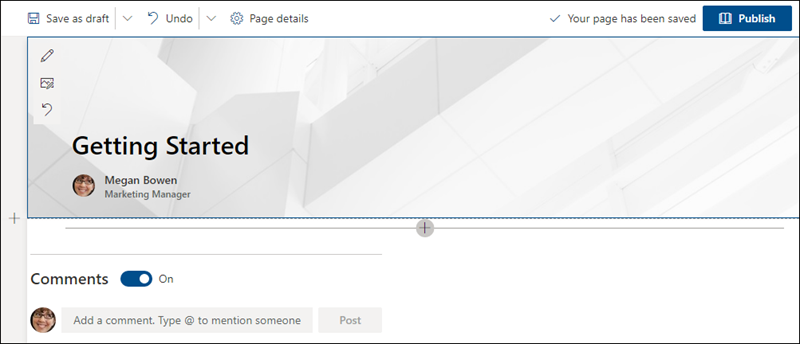 Save as draft
Undo
Page details
Your page has been saved
Publish
Getting Started
Megan Bowen
Marketing Manager
Comments
On
Add a comment. Type @ to mention someone
Post